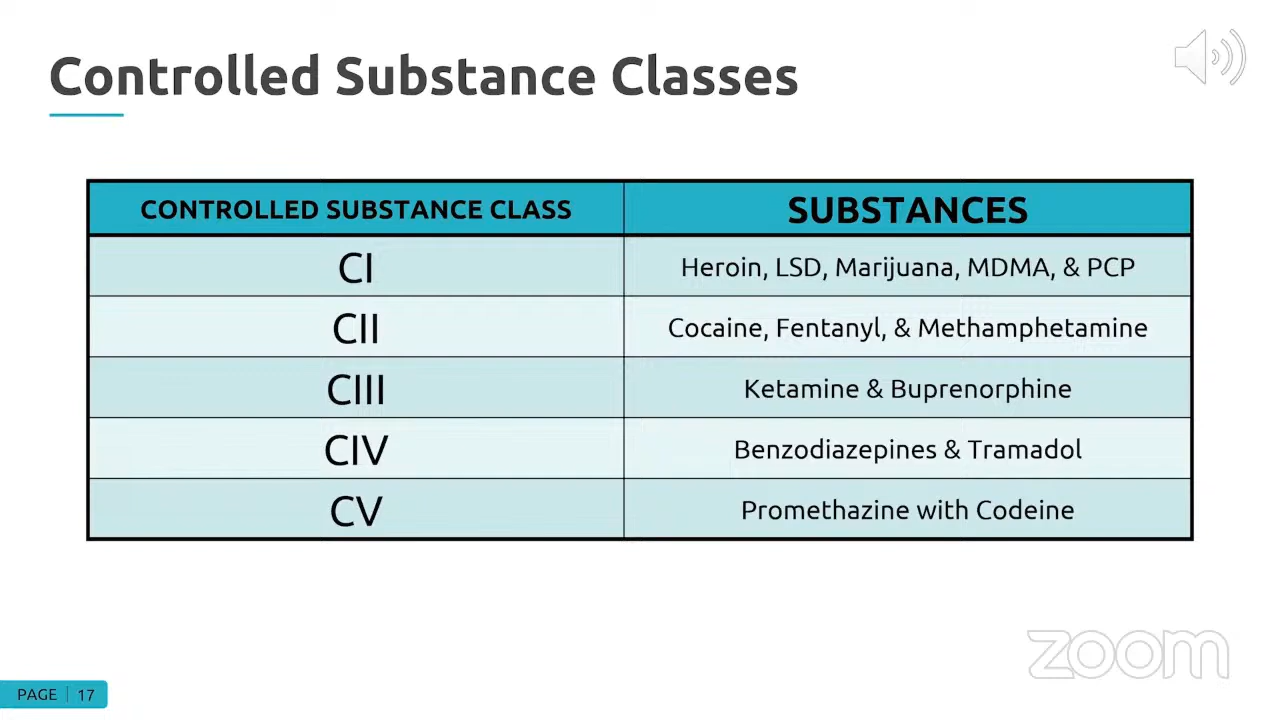 Controlled Substance Classes
CONTROLLED SUBSTANCE CLASS SUBSTANCES
CI Heroin, LSD, Marijuana, MDMA, & PCP
CII Cocaine, Fentanyl, & Methamphetamine
CIII Ketamine & Buprenorphine
CIV Benzodiazepines & Tramadol
CV Promethazine with Codeine
zoom
PAGE | 17